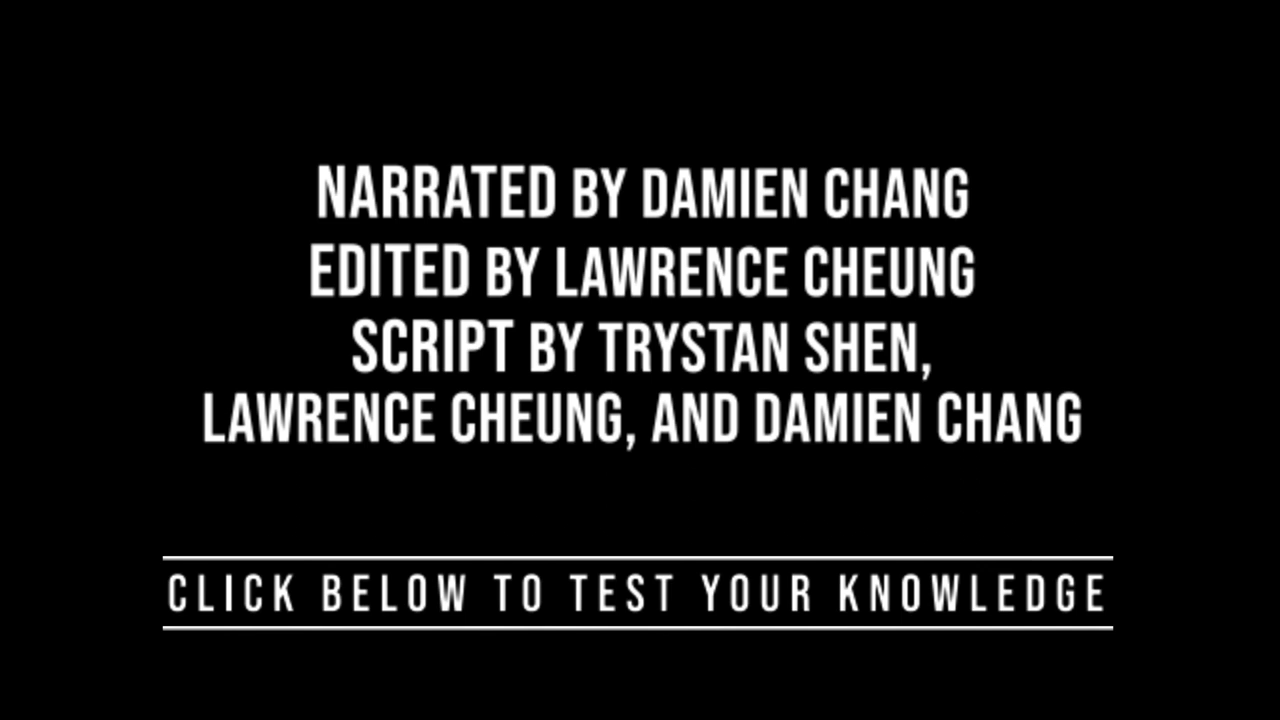 NARRATED BY DAMIEN CHANG
EDITED BY LAWRENCE CHEUNG
SCRIPT BY TRYSTAN SHEN,
LAWRENCE CHEUNG, AND DAMIEN CHANG
CLICK BELOW TO TEST YOUR KNOWLEDGE